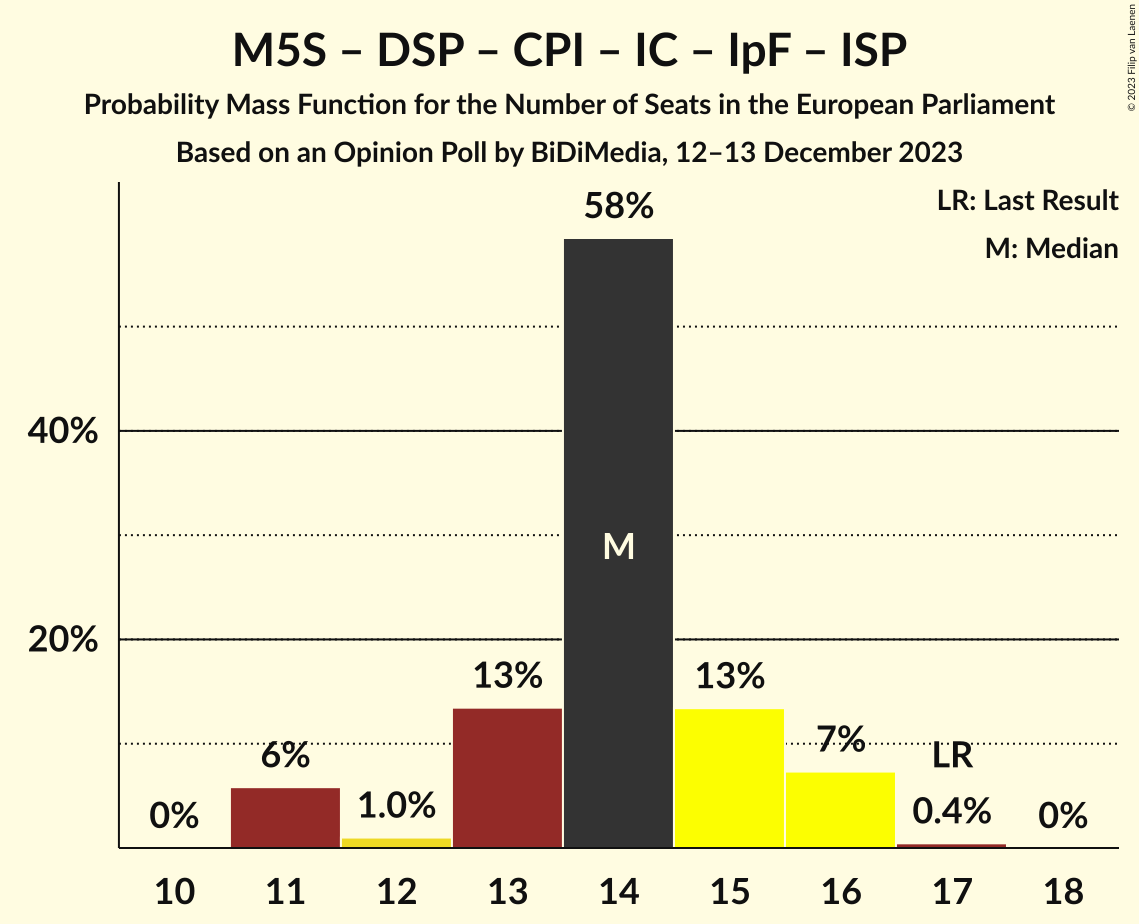 M5S – DSP – CPI – IC – IpF – ISP
Probability Mass Function for the Number of Seats in the European Parliament
Based on an Opinion Poll by BiDiMedia, 12–13 December 2023
© 2023 Filip van Laenen
LR: Last Result
M: Median
58%
40%
M
20%
13%
13%
7%
6%
LR
1.0%
0.4%
0%
0%
10 11 12 13 14 15 16 17 18